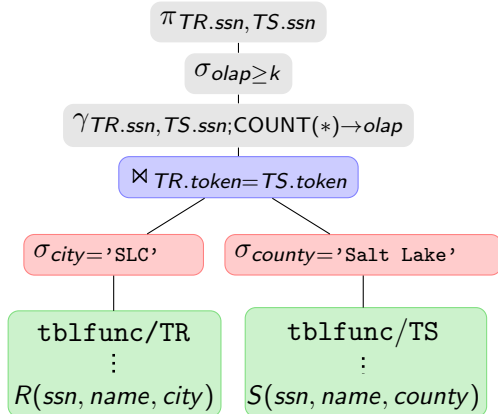 π TR.ssn,TS.ssn
σ olap≥k
γ TR.ssn,TS.ssn;COUNT(∗)→olap
⋈ TR.token=TS.token
σ city='SLC'
σ county='Salt Lake'
tblfunc/TR
⋮
R(ssn, name, city)
tblfunc/TS
⋮
S(ssn, name, county)